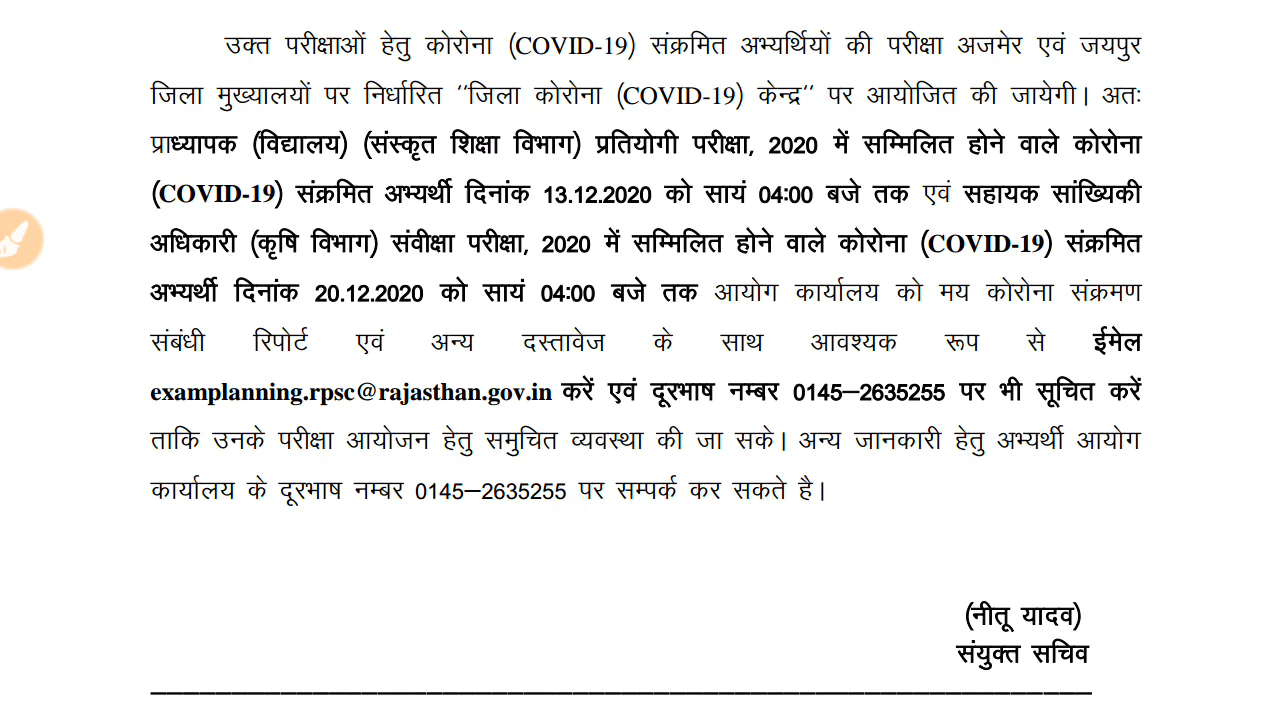 उक्त परीक्षाओं हेतु कोरोना (COVID-19) संक्रमित अभ्यर्थियों की परीक्षा अजमेर एवं जयपुर
जिला मुख्यालयों पर निर्धारित ''जिला कोरोना (COVID-19) केन्द्र'' पर आयोजित की जायेगी। अतः
प्राध्यापक (विद्यालय) (संस्कृत शिक्षा विभाग) प्रतियोगी परीक्षा, 2020 में सम्मिलित होने वाले कोरोना
(COVID-19) संक्रमित अभ्यर्थी दिनांक 13.12.2020 को सायं 04:00 बजे तक एवं सहायक सांख्यिकी
अधिकारी (कृषि विभाग) संवीक्षा परीक्षा, 2020 में सम्मिलित होने वाले कोरोना (COVID-19) संक्रमित
अभ्यर्थी दिनांक 20.12.2020 को सायं 04:00 बजे तक आयोग कार्यालय को मय कोरोना संक्रमण
संबंधी रिपोर्ट एवं अन्य दस्तावेज के साथ आवश्यक रूप से ईमेल
examplanning.rpsc@rajasthan.gov.in करें एवं दूरभाष नम्बर 0145–2635255 पर भी सूचित करें
ताकि उनके परीक्षा आयोजन हेतु समुचित व्यवस्था की जा सके। अन्य जानकारी हेतु अभ्यर्थी आयोग
कार्यालय के दूरभाष नम्बर 0145–2635255 पर सम्पर्क कर सकते है।
(नीतू यादव)
संयुक्त सचिव